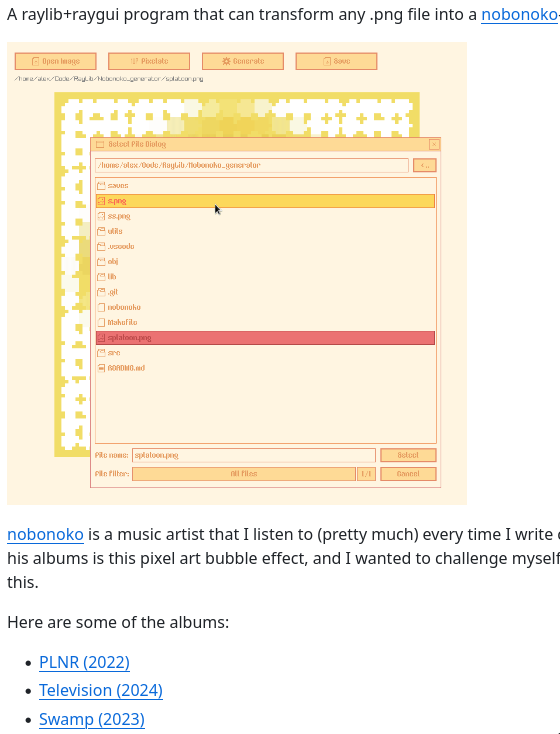 A raylib+raygui program that can transform any .png file into a nobonoko-
Open Image
Pixelate
Generate
Save
/home/alex/Code/RayLib/Nobonoko_generator/splatoon.png
Select File Dialog
/home/alex/Code/RayLib/Nobonoko_generator
< ..
saves
s.png
ss.png
utils
.vscode
obj
lib
.git
nobonoko
Makefile
splatoon.png
src
README.md
File name:
splatoon.png
Select
File filter:
All files
1/1
Cancel
nobonoko is a music artist that I listen to (pretty much) every time I write
his albums is this pixel art bubble effect, and I wanted to challenge myself
this.
Here are some of the albums:
• PLNR (2022)
• Television (2024)
• Swamp (2023)